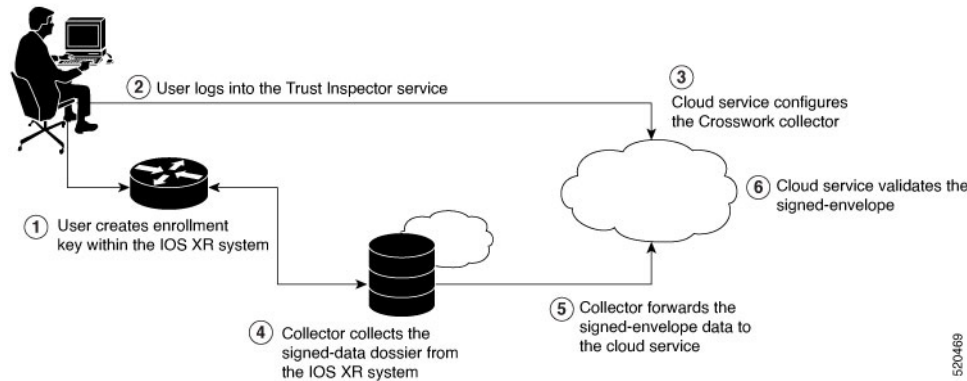 2 User logs into the Trust Inspector service
3
Cloud service configures
the Crosswork collector
1 User creates enrollment
key within the IOS XR system
6 Cloud service validates the
signed-envelope
4 Collector collects the
signed-data dossier from
the IOS XR system
5 Collector forwards the
signed-envelope data to
the cloud service
520469